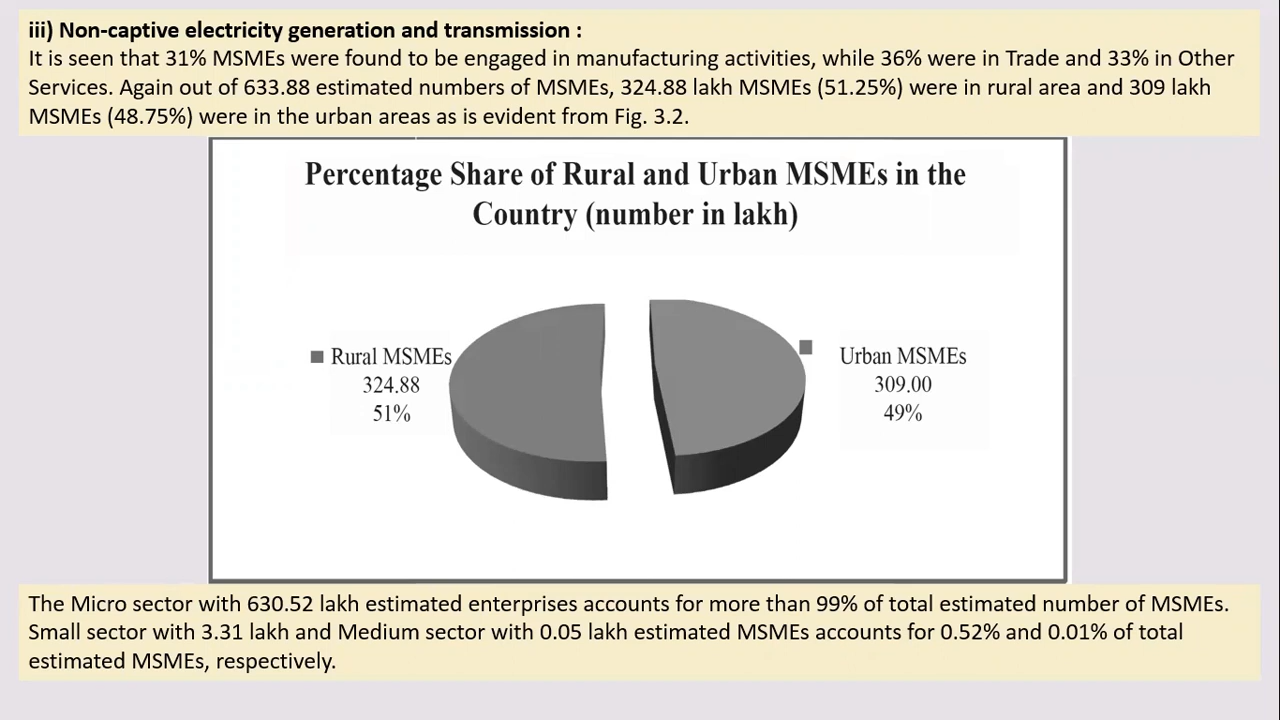 iii) Non-captive electricity generation and transmission :
It is seen that 31% MSMEs were found to be engaged in manufacturing activities, while 36% were in Trade and 33% in Other
Services. Again out of 633.88 estimated numbers of MSMEs, 324.88 lakh MSMEs (51.25%) were in rural area and 309 lakh
MSMEs (48.75%) were in the urban areas as is evident from Fig. 3.2.
Percentage Share of Rural and Urban MSMEs in the
Country (number in lakh)
Rural MSMEs
324.88
51%
Urban MSMEs
309.00
49%
The Micro sector with 630.52 lakh estimated enterprises accounts for more than 99% of total estimated number of MSMEs.
Small sector with 3.31 lakh and Medium sector with 0.05 lakh estimated MSMEs accounts for 0.52% and 0.01% of total
estimated MSMEs, respectively.